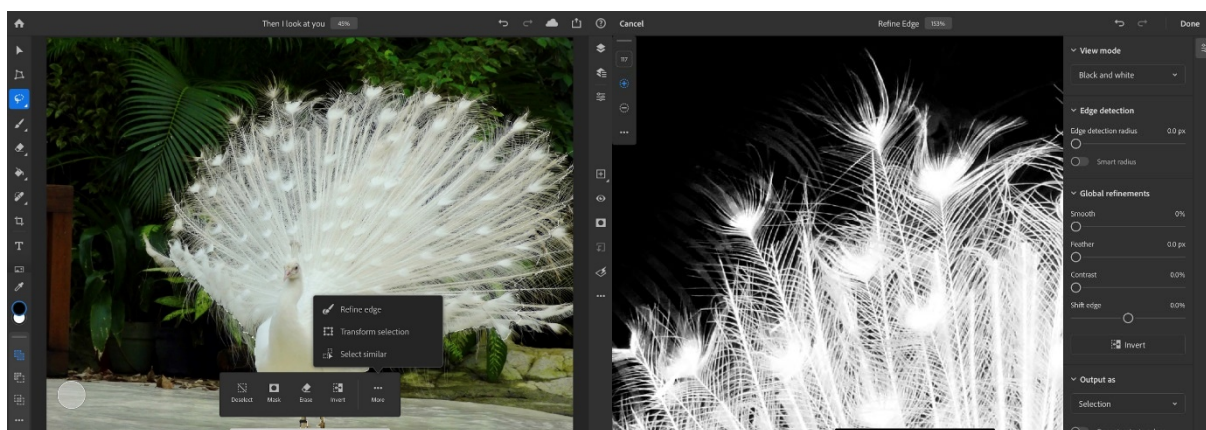 Then I look at you 45%
Refine edge
Transform selection
Select similar
Deselect Mask Erase Invert More
T
Cancel Refine Edge 153% Done
117
View mode
Black and white
Edge detection
Edge detection radius 0.0 px
Smart radius
Global refinements
Smooth 0%
Feather 0.0 px
Contrast 0.0%
Shift edge 0.0%
Invert
Output as
Selection